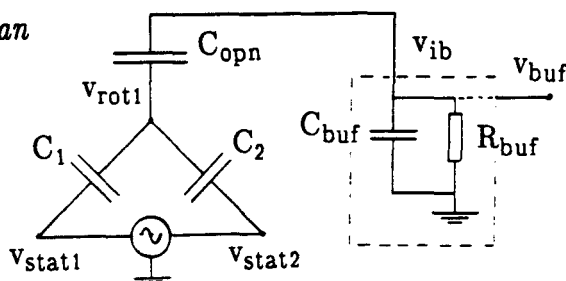 an
C_opn
v_ib
v_buf
v_rot1
C_buf
R_buf
C_1
C_2
v_stat1
v_stat2